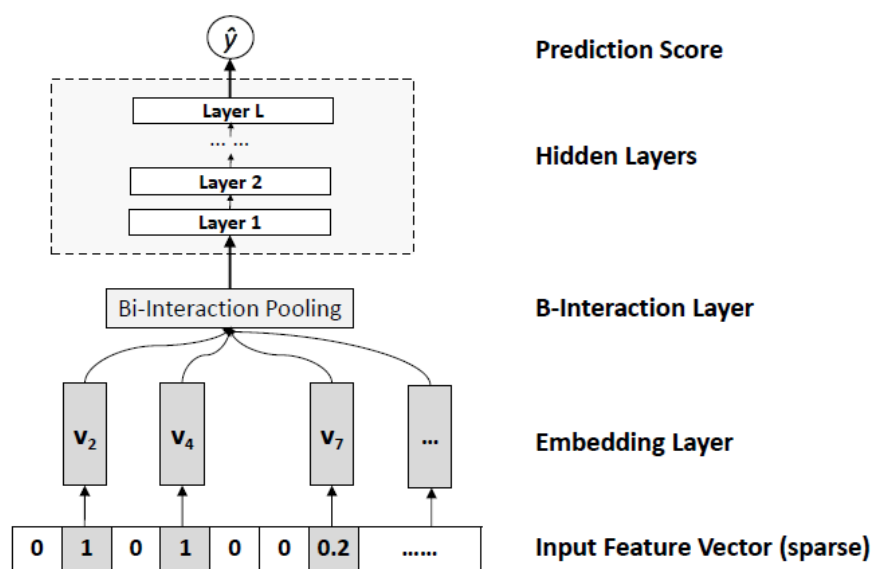 ŷ Prediction Score
Layer L
... ...
Hidden Layers
Layer 2
Layer 1
Bi-Interaction Pooling B-Interaction Layer
v2 v4 v7 ... Embedding Layer
0 1 0 1 0 0 0.2 ...... Input Feature Vector (sparse)